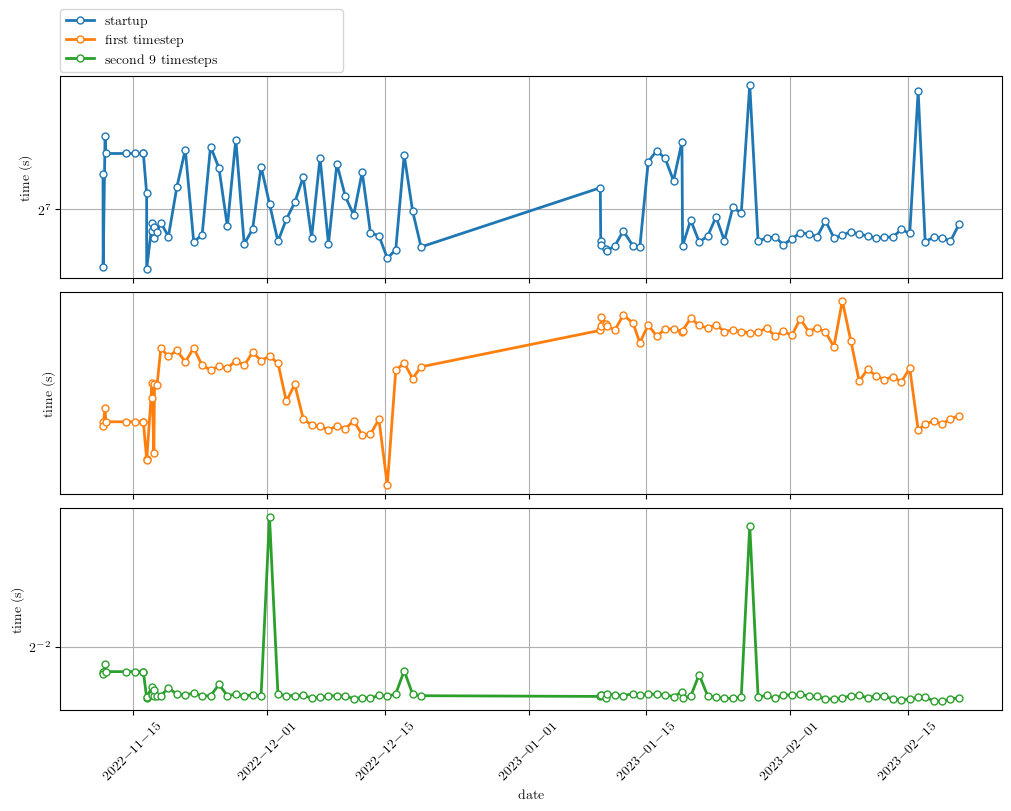 startup
first timestep
second 9 timesteps
time (s)
2^7
time (s)
time (s)
2^{-2}
2022−11−15
2022−12−01
2022−12−15
2023−01−01
2023−01−15
2023−02−01
2023−02−15
date